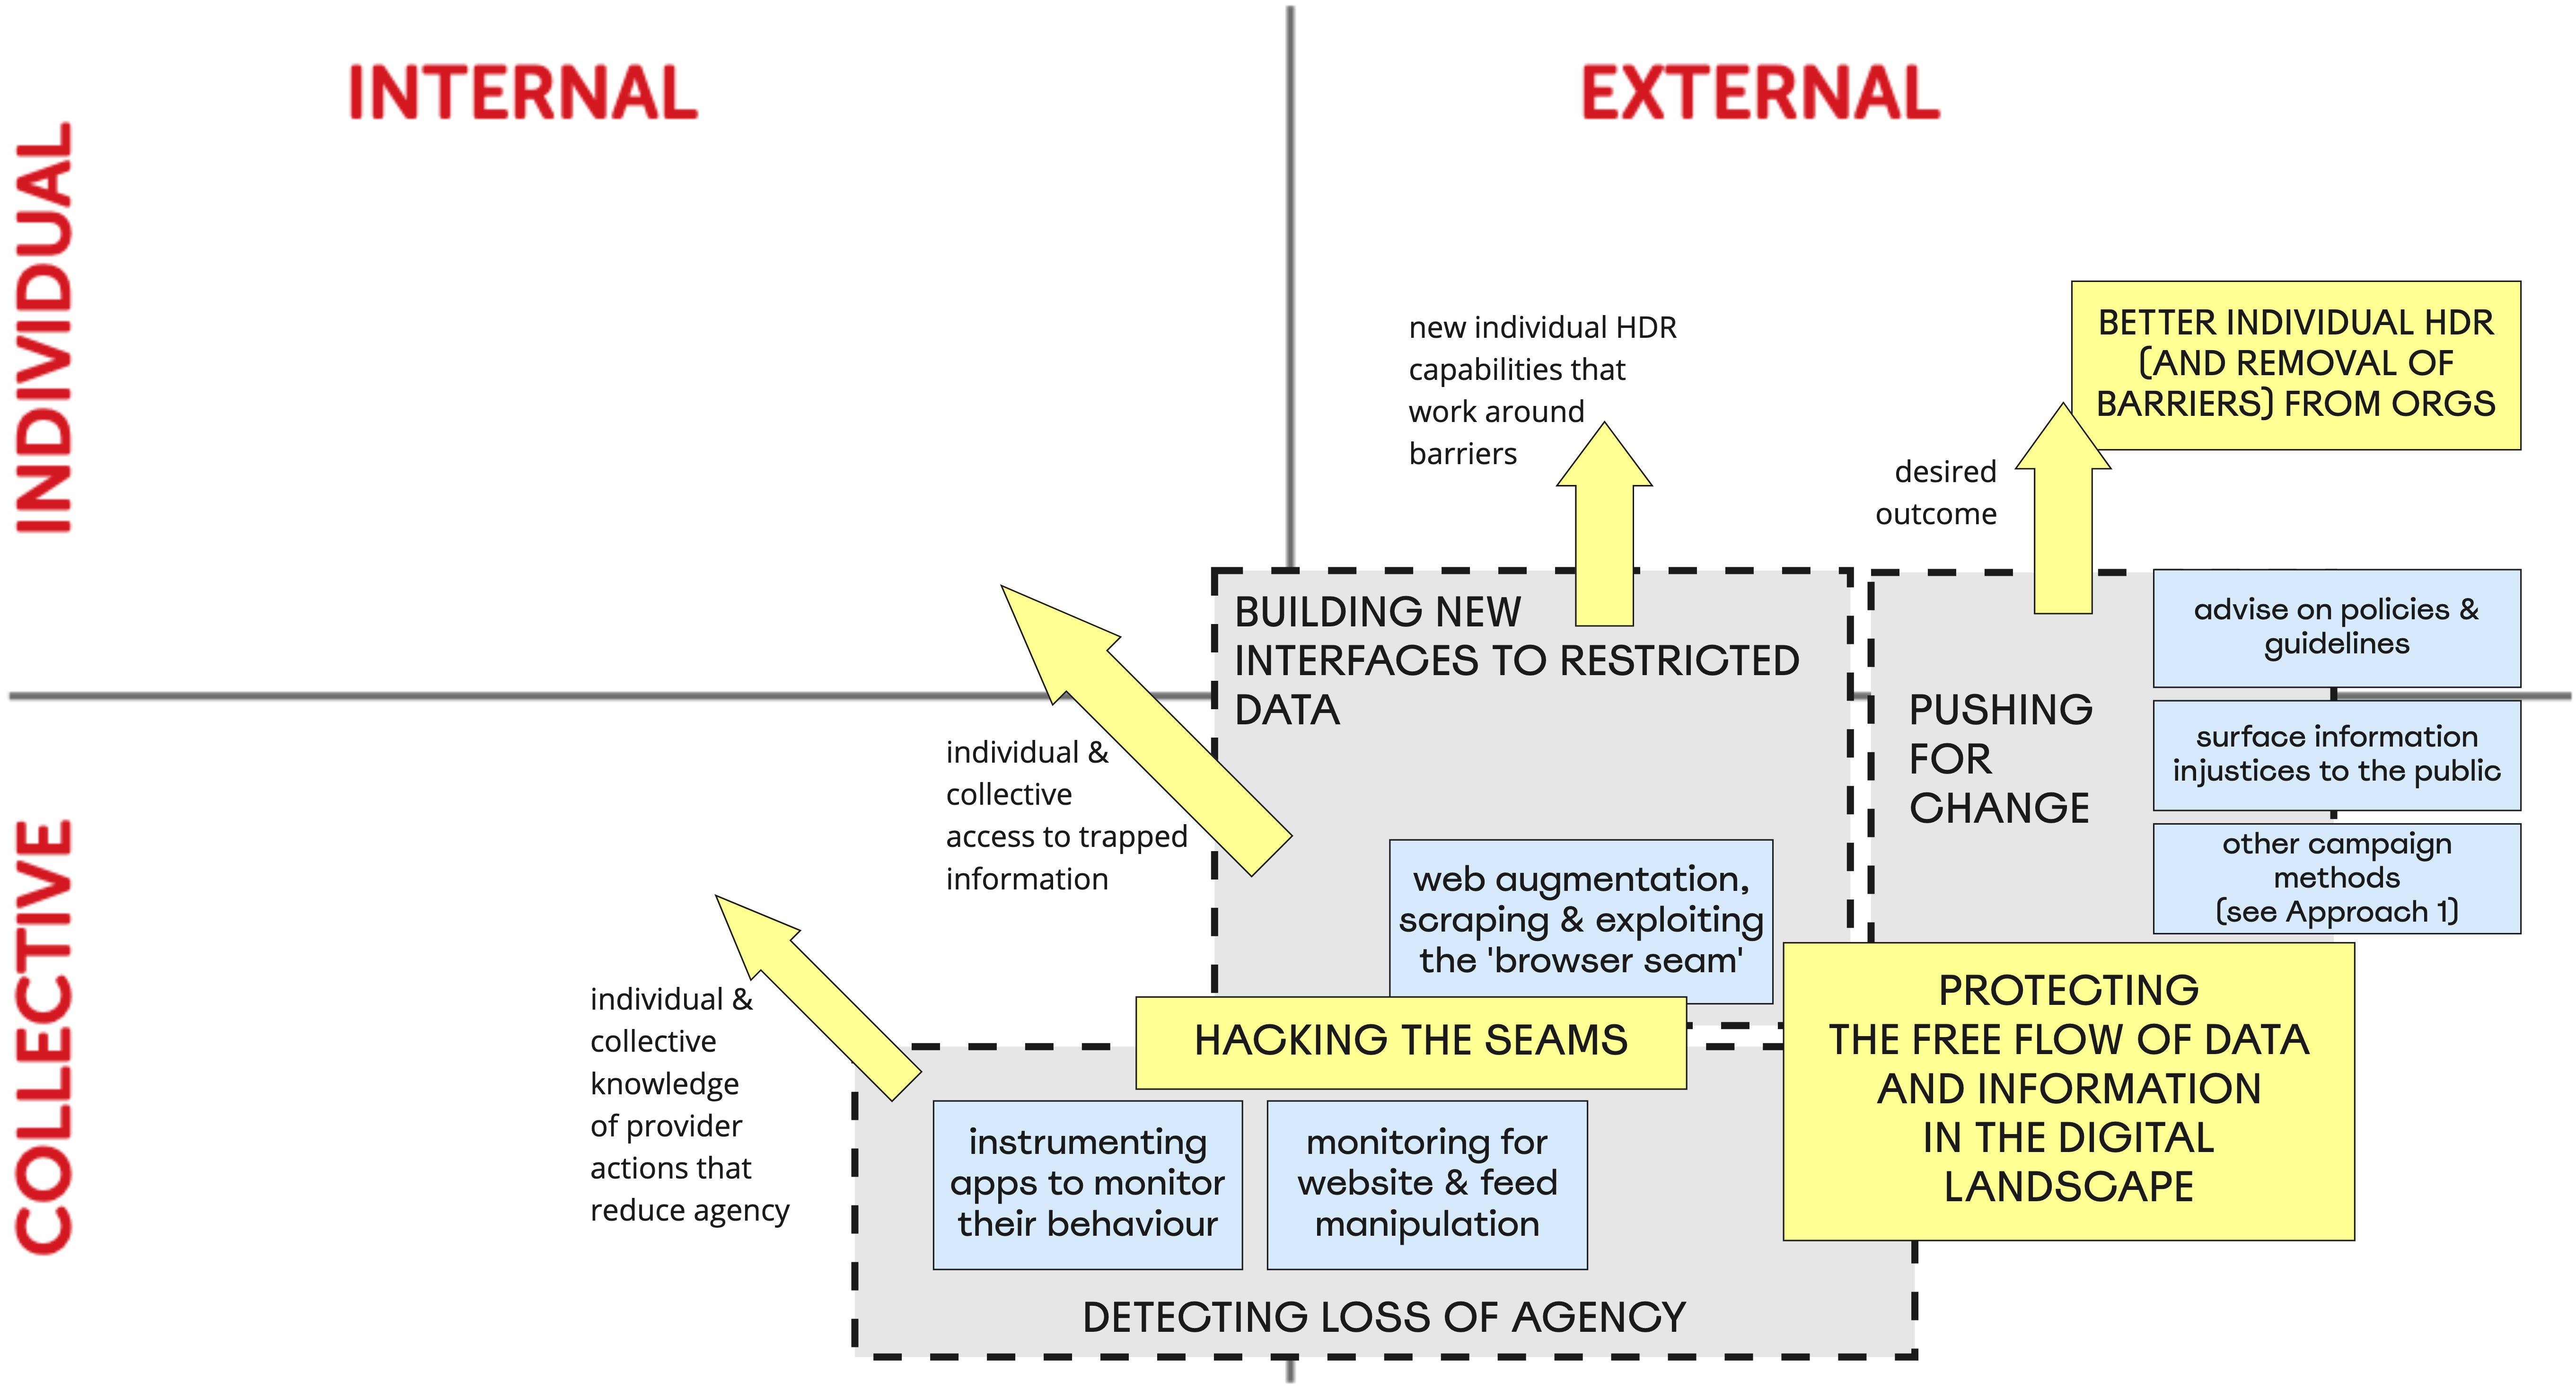 INTERNAL
EXTERNAL
INDIVIDUAL
COLLECTIVE
new individual HDR
capabilities that
work around
barriers
BETTER INDIVIDUAL HDR
(AND REMOVAL OF
BARRIERS) FROM ORGS
desired
outcome
BUILDING NEW
INTERFACES TO RESTRICTED
DATA
PUSHING
FOR
CHANGE
advise on policies &
guidelines
surface information
injustices to the public
other campaign
methods
(see Approach 1)
individual &
collective
access to trapped
information
web augmentation,
scraping & exploiting
the 'browser seam'
HACKING THE SEAMS
PROTECTING
THE FREE FLOW OF DATA
AND INFORMATION
IN THE DIGITAL
LANDSCAPE
individual &
collective
knowledge
of provider
actions that
reduce agency
instrumenting
apps to monitor
their behaviour
monitoring for
website & feed
manipulation
DETECTING LOSS OF AGENCY